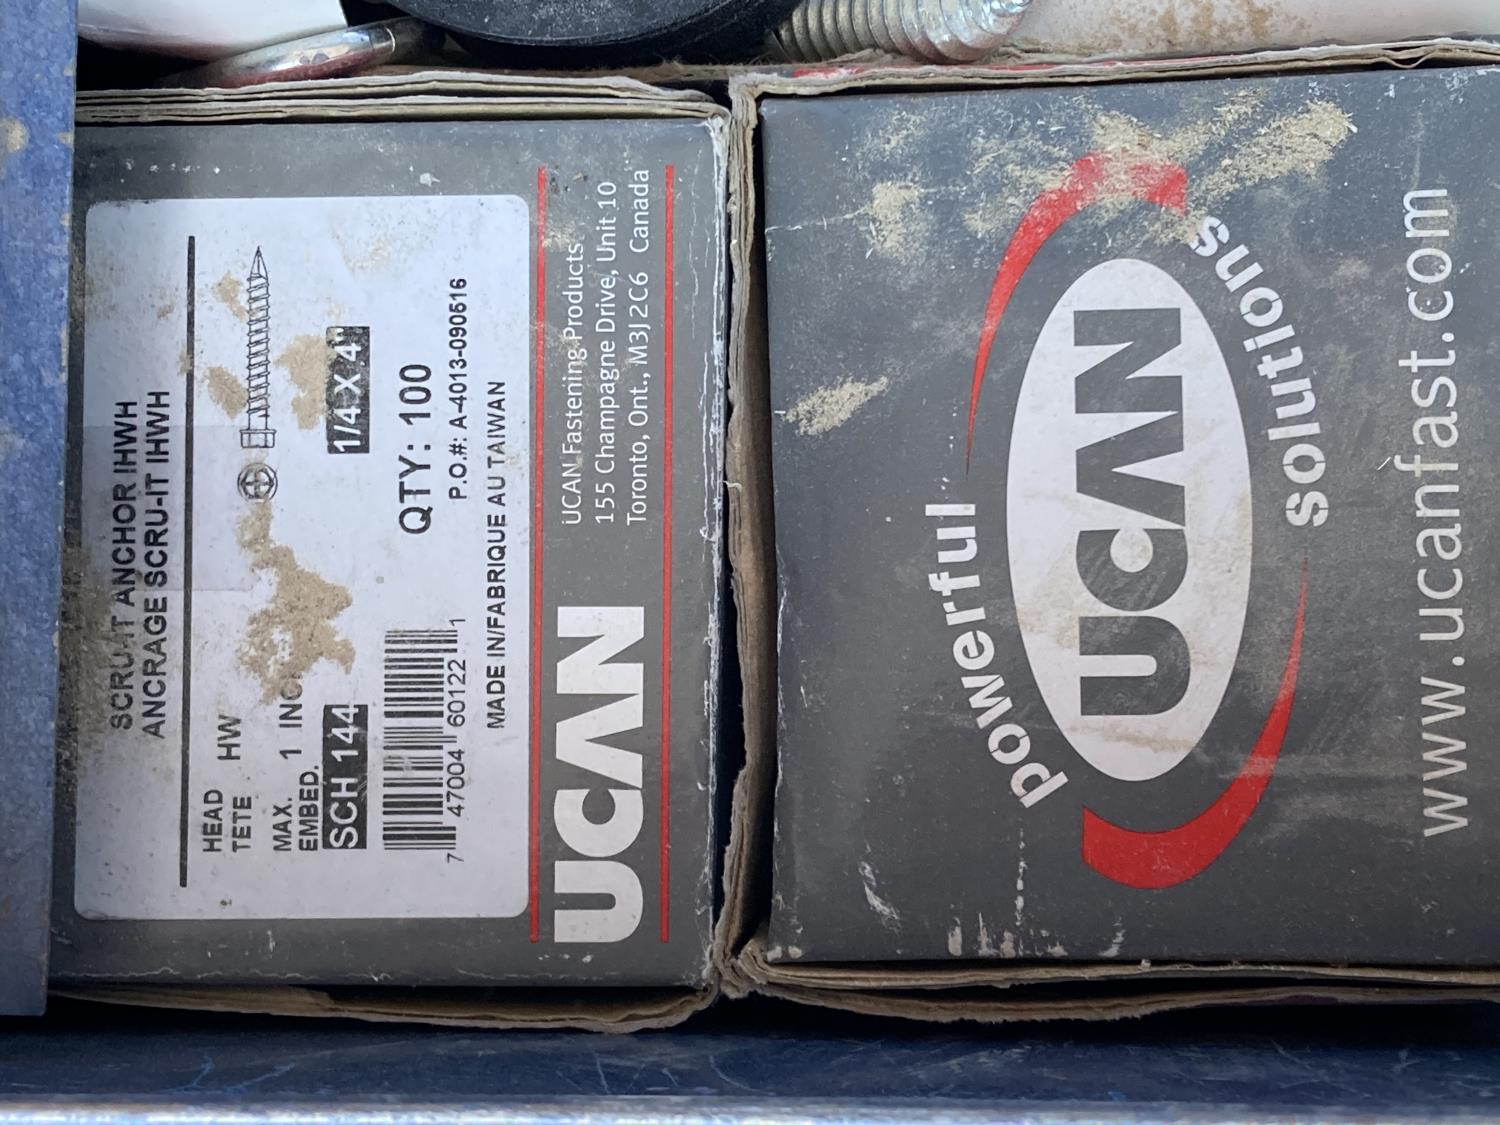 SCRU-IT ANCHOR IHWH
ANCRAGE SCRU-IT IHWH
HEAD HW
TETE
MAX. 1 INCH
EMBED.
SCH 144
1/4 X 4"
QTY: 100
7 47004 60122 1
P.O.#: A-4013-090516
MADE IN/FABRIQUE AU TAIWAN
UCAN
UCAN Fastening Products
155 Champagne Drive, Unit 10
Toronto, Ont., M3J 2C6 Canada
powerful
UCAN
solutions
www.ucanfast.com